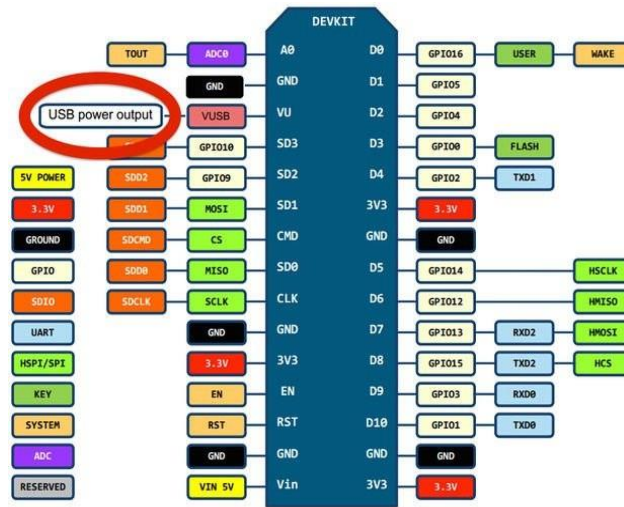 DEVKIT
TOUT ADC0 A0 D0 GPIO16 USER WAKE
GND GND D1 GPIO5
USB power output VUSB VU D2 GPIO4
GPIO10 SD3 D3 GPIO0 FLASH
5V POWER SDD2 GPIO9 SD2 D4 GPIO2 TXD1
3.3V SDD1 MOSI SD1 3V3 3.3V
GROUND SDCMD CS CMD GND GND
GPIO SDD0 MISO SD0 D5 GPIO14 HSCLK
SDIO SDCLK SCLK CLK D6 GPIO12 HMISO
UART GND GND D7 GPIO13 RXD2 HMOSI
HSPI/SPI 3.3V 3V3 D8 GPIO15 TXD2 HCS
KEY EN EN D9 GPIO3 RXD0
SYSTEM RST RST D10 GPIO1 TXD0
ADC GND GND GND GND
RESERVED VIN 5V Vin 3V3 3.3V